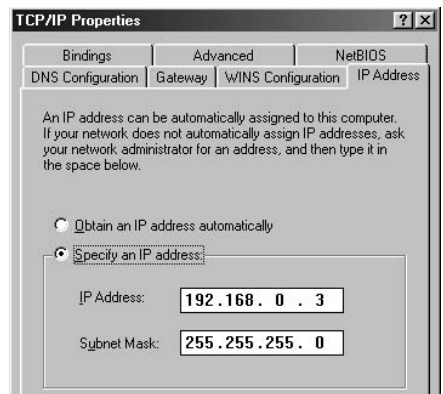 TCP/IP Properties
Bindings Advanced NetBIOS
DNS Configuration Gateway WINS Configuration IP Address
An IP address can be automatically assigned to this computer.
If your network does not automatically assign IP addresses, ask
your network administrator for an address, and then type it in
the space below.
Obtain an IP address automatically
Specify an IP address:
IP Address: 192.168. 0 . 3
Subnet Mask: 255.255.255. 0